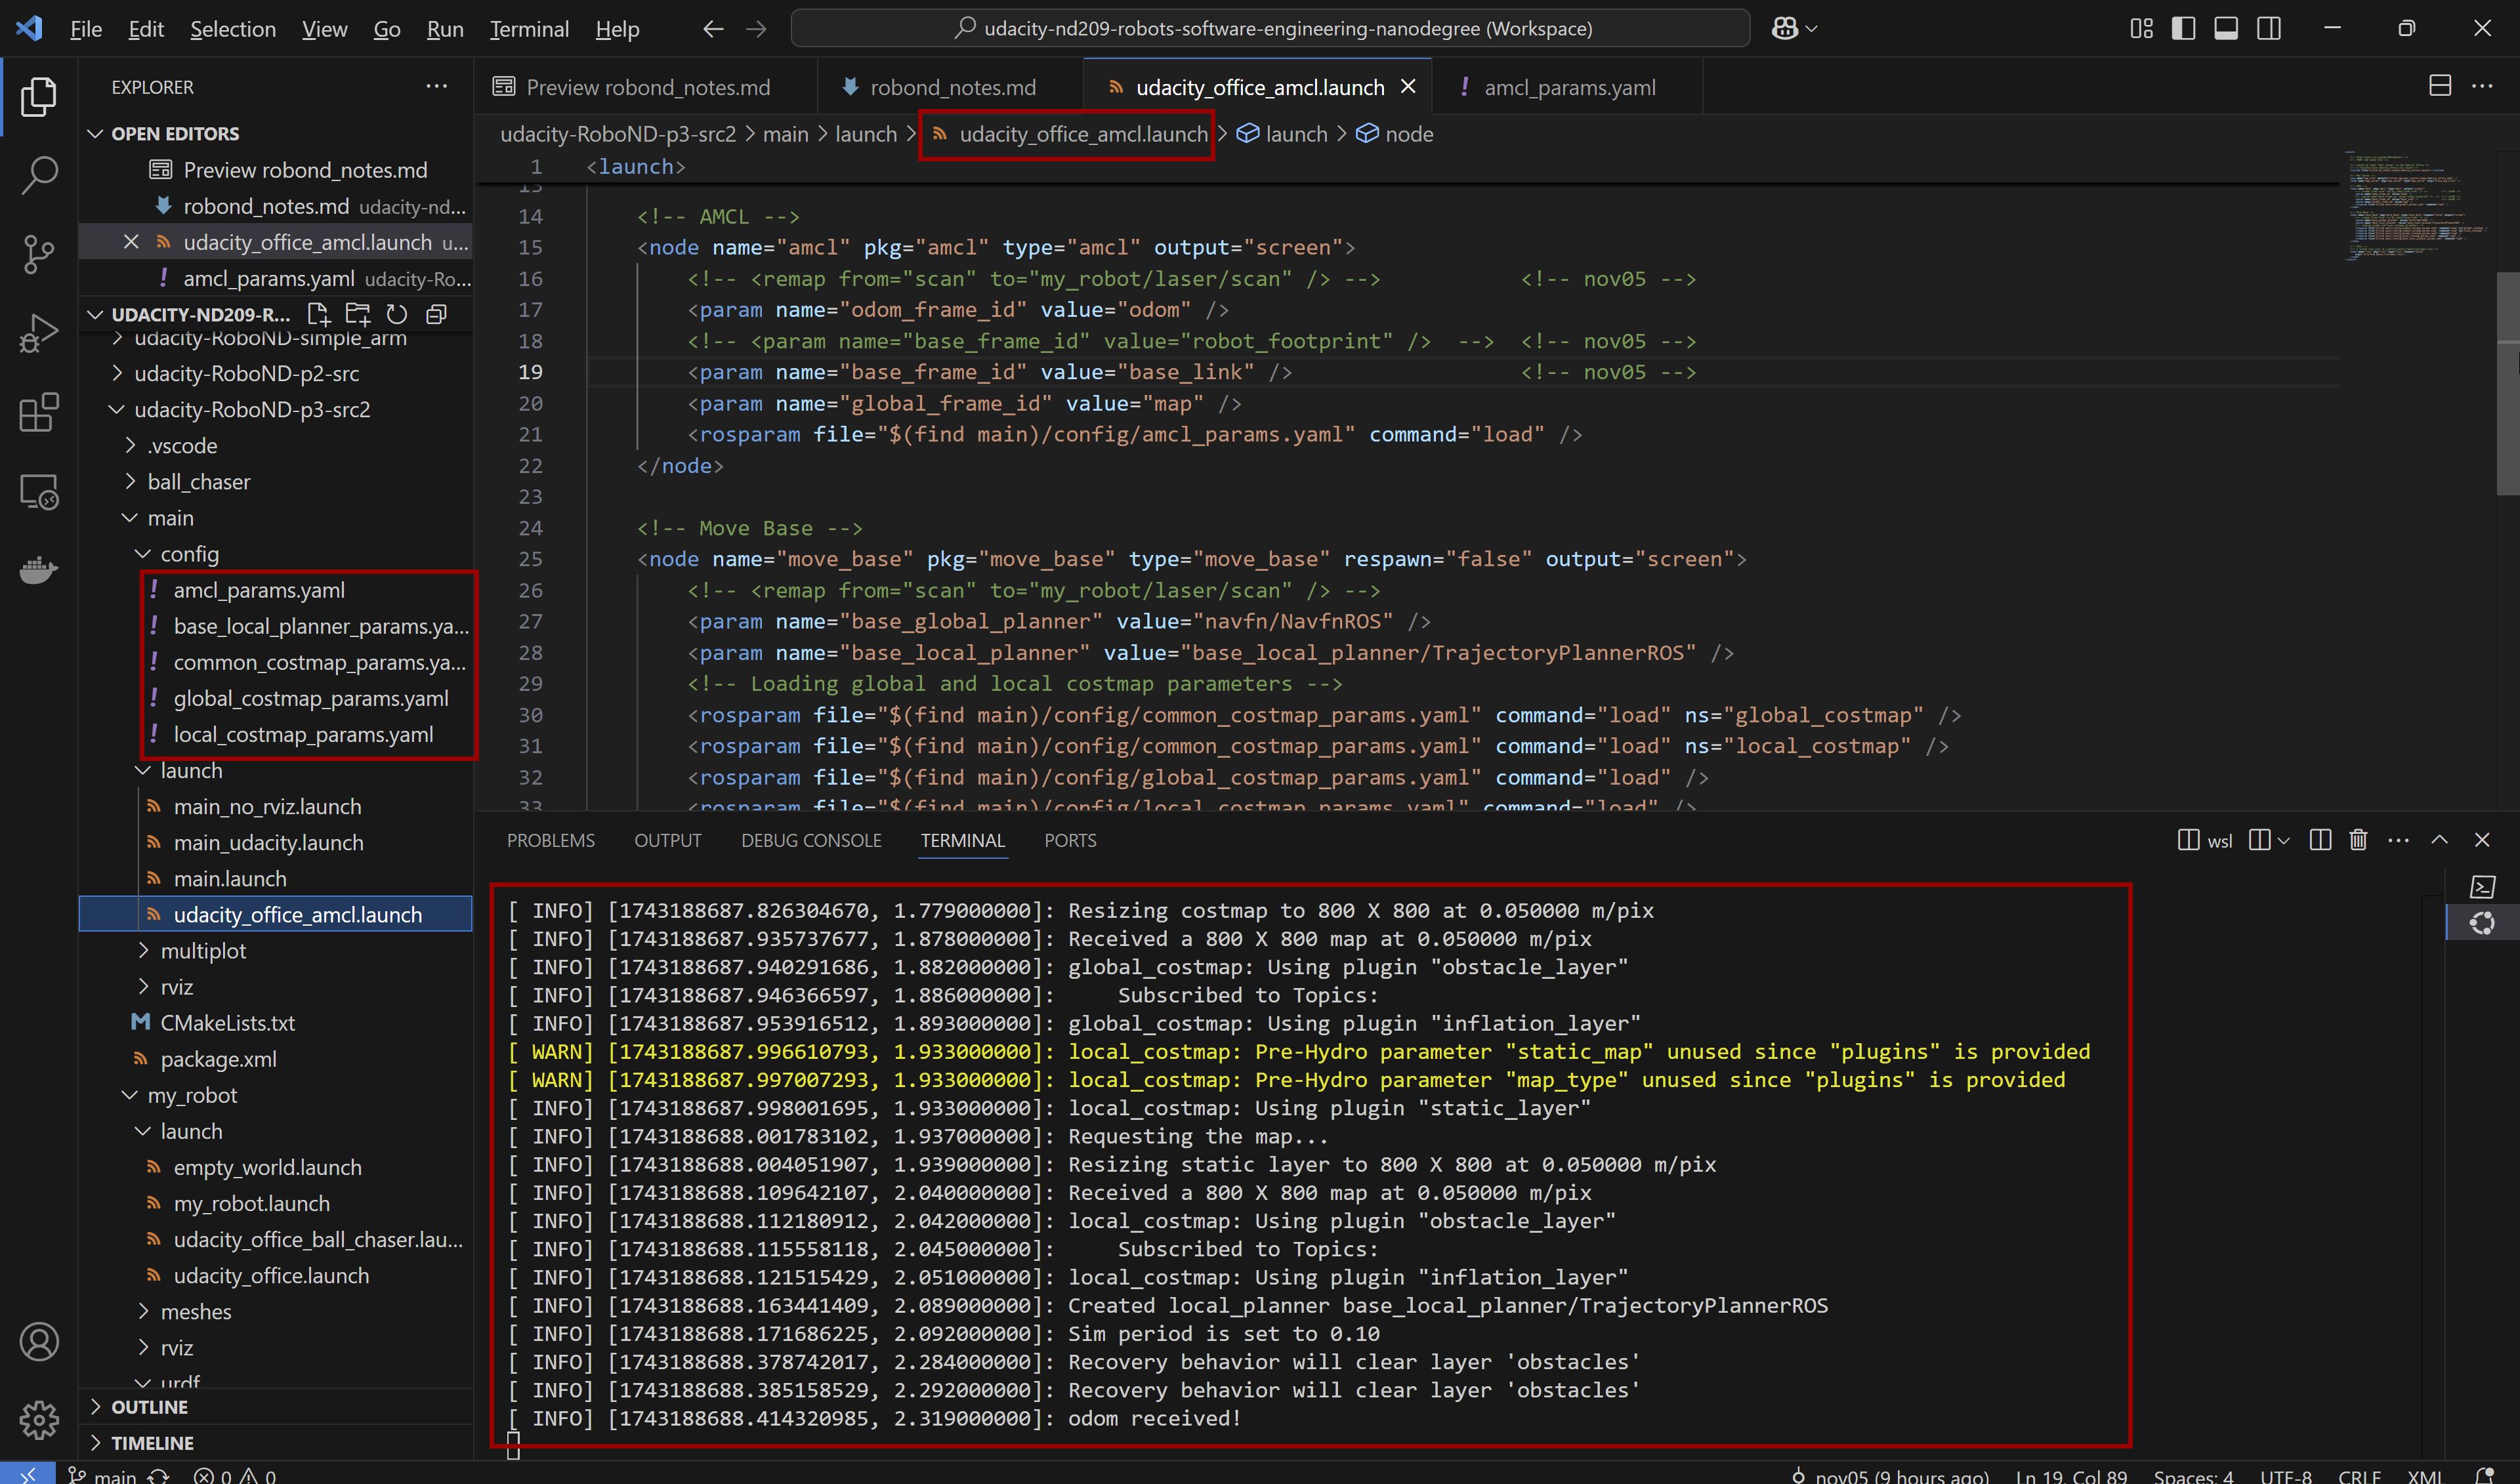 File Edit Selection View Go Run Terminal Help
udacity-nd209-robots-software-engineering-nanodegree (Workspace)
EXPLORER
OPEN EDITORS
Preview robond_notes.md
robond_notes.md udacity-nd...
udacity_office_amcl.launch u...
amcl_params.yaml udacity-Ro...
UDACITY-ND209-R...
udacity-RoboND-simple_arm
udacity-RoboND-p2-src
udacity-RoboND-p3-src2
.vscode
ball_chaser
main
config
amcl_params.yaml
base_local_planner_params.ya...
common_costmap_params.ya...
global_costmap_params.yaml
local_costmap_params.yaml
launch
main_no_rviz.launch
main_udacity.launch
main.launch
udacity_office_amcl.launch
multiplot
rviz
CMakeLists.txt
package.xml
my_robot
launch
empty_world.launch
my_robot.launch
udacity_office_ball_chaser.lau...
udacity_office.launch
meshes
rviz
urdf
OUTLINE
TIMELINE
Preview robond_notes.md robond_notes.md udacity_office_amcl.launch amcl_params.yaml
udacity-RoboND-p3-src2 > main > launch > udacity_office_amcl.launch > launch > node
1 <launch>
13
14 <!-- AMCL -->
15 <node name="amcl" pkg="amcl" type="amcl" output="screen">
16 <!-- <remap from="scan" to="my_robot/laser/scan" /> --> <!-- nov05 -->
17 <param name="odom_frame_id" value="odom" />
18 <!-- <param name="base_frame_id" value="robot_footprint" /> --> <!-- nov05 -->
19 <param name="base_frame_id" value="base_link" /> <!-- nov05 -->
20 <param name="global_frame_id" value="map" />
21 <rosparam file="$(find main)/config/amcl_params.yaml" command="load" />
22 </node>
23
24 <!-- Move Base -->
25 <node name="move_base" pkg="move_base" type="move_base" respawn="false" output="screen">
26 <!-- <remap from="scan" to="my_robot/laser/scan" /> -->
27 <param name="base_global_planner" value="navfn/NavfnROS" />
28 <param name="base_local_planner" value="base_local_planner/TrajectoryPlannerROS" />
29 <!-- Loading global and local costmap parameters -->
30 <rosparam file="$(find main)/config/common_costmap_params.yaml" command="load" ns="global_costmap" />
31 <rosparam file="$(find main)/config/common_costmap_params.yaml" command="load" ns="local_costmap" />
32 <rosparam file="$(find main)/config/global_costmap_params.yaml" command="load" />
33 <rosparam file="$(find main)/config/local_costmap_params.yaml" command="load" />
PROBLEMS OUTPUT DEBUG CONSOLE TERMINAL PORTS
wsl
[ INFO] [1743188687.826304670, 1.779000000]: Resizing costmap to 800 X 800 at 0.050000 m/pix
[ INFO] [1743188687.935737677, 1.878000000]: Received a 800 X 800 map at 0.050000 m/pix
[ INFO] [1743188687.940291686, 1.882000000]: global_costmap: Using plugin "obstacle_layer"
[ INFO] [1743188687.946366597, 1.886000000]: Subscribed to Topics:
[ INFO] [1743188687.953916512, 1.893000000]: global_costmap: Using plugin "inflation_layer"
[ WARN] [1743188687.996610793, 1.933000000]: local_costmap: Pre-Hydro parameter "static_map" unused since "plugins" is provided
[ WARN] [1743188687.997007293, 1.933000000]: local_costmap: Pre-Hydro parameter "map_type" unused since "plugins" is provided
[ INFO] [1743188687.998001695, 1.933000000]: local_costmap: Using plugin "static_layer"
[ INFO] [1743188688.001783102, 1.937000000]: Requesting the map...
[ INFO] [1743188688.004051907, 1.939000000]: Resizing static layer to 800 X 800 at 0.050000 m/pix
[ INFO] [1743188688.109642107, 2.040000000]: Received a 800 X 800 map at 0.050000 m/pix
[ INFO] [1743188688.112180912, 2.042000000]: local_costmap: Using plugin "obstacle_layer"
[ INFO] [1743188688.115558118, 2.045000000]: Subscribed to Topics:
[ INFO] [1743188688.121515429, 2.051000000]: local_costmap: Using plugin "inflation_layer"
[ INFO] [1743188688.163441409, 2.089000000]: Created local_planner base_local_planner/TrajectoryPlannerROS
[ INFO] [1743188688.171686225, 2.092000000]: Sim period is set to 0.10
[ INFO] [1743188688.378742017, 2.284000000]: Recovery behavior will clear layer 'obstacles'
[ INFO] [1743188688.385158529, 2.292000000]: Recovery behavior will clear layer 'obstacles'
[ INFO] [1743188688.414320985, 2.319000000]: odom received!
main 0 0 nov05 (9 hours ago) Ln 19, Col 89 Spaces: 4 UTF-8 CRLF XML